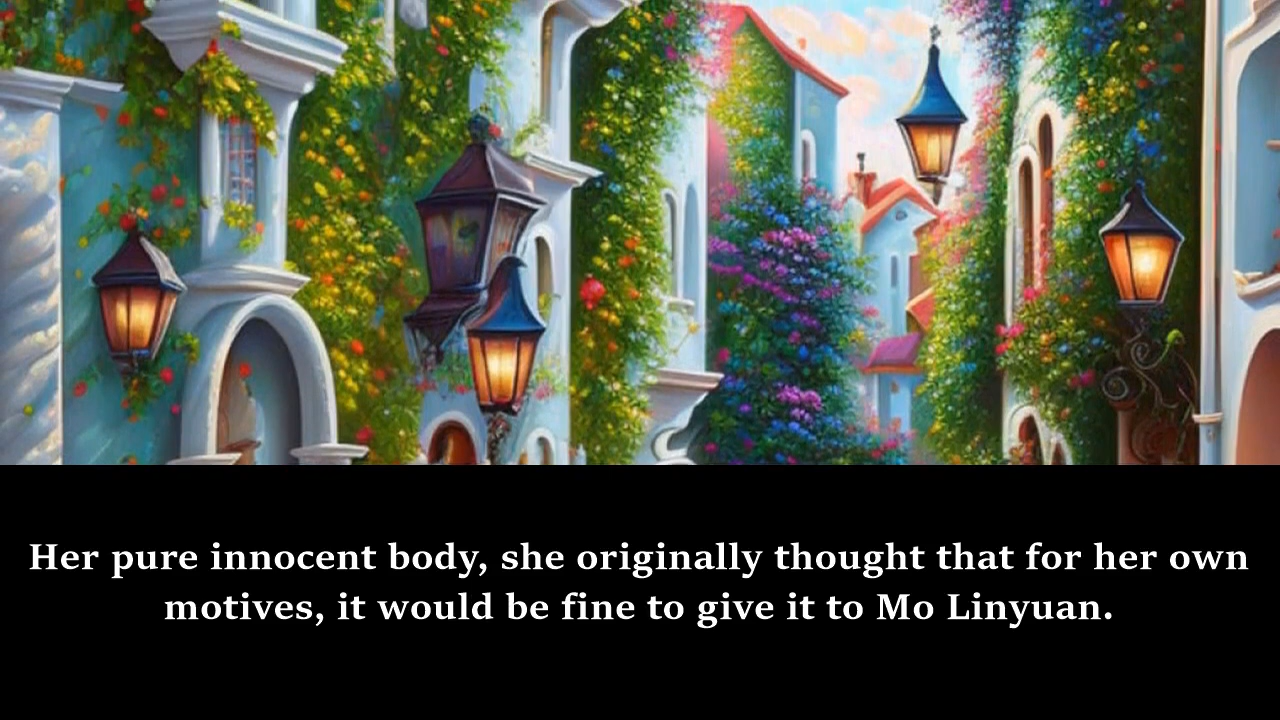 Her pure innocent body, she originally thought that for her own
motives, it would be fine to give it to Mo Linyuan.